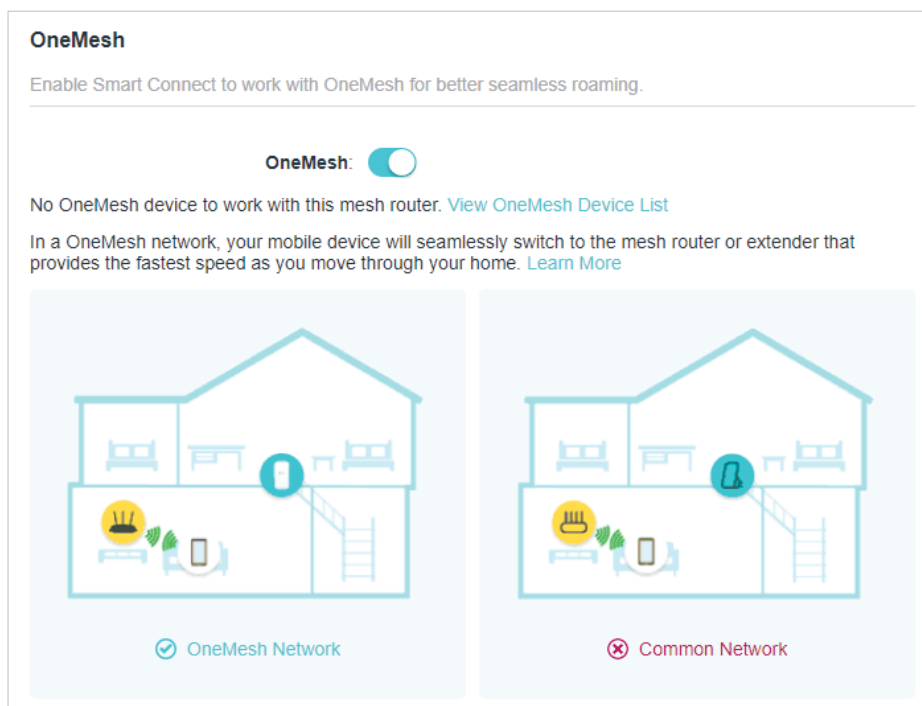 OneMesh
Enable Smart Connect to work with OneMesh for better seamless roaming.
OneMesh:
No OneMesh device to work with this mesh router. View OneMesh Device List
In a OneMesh network, your mobile device will seamlessly switch to the mesh router or extender that
provides the fastest speed as you move through your home. Learn More
OneMesh Network
Common Network